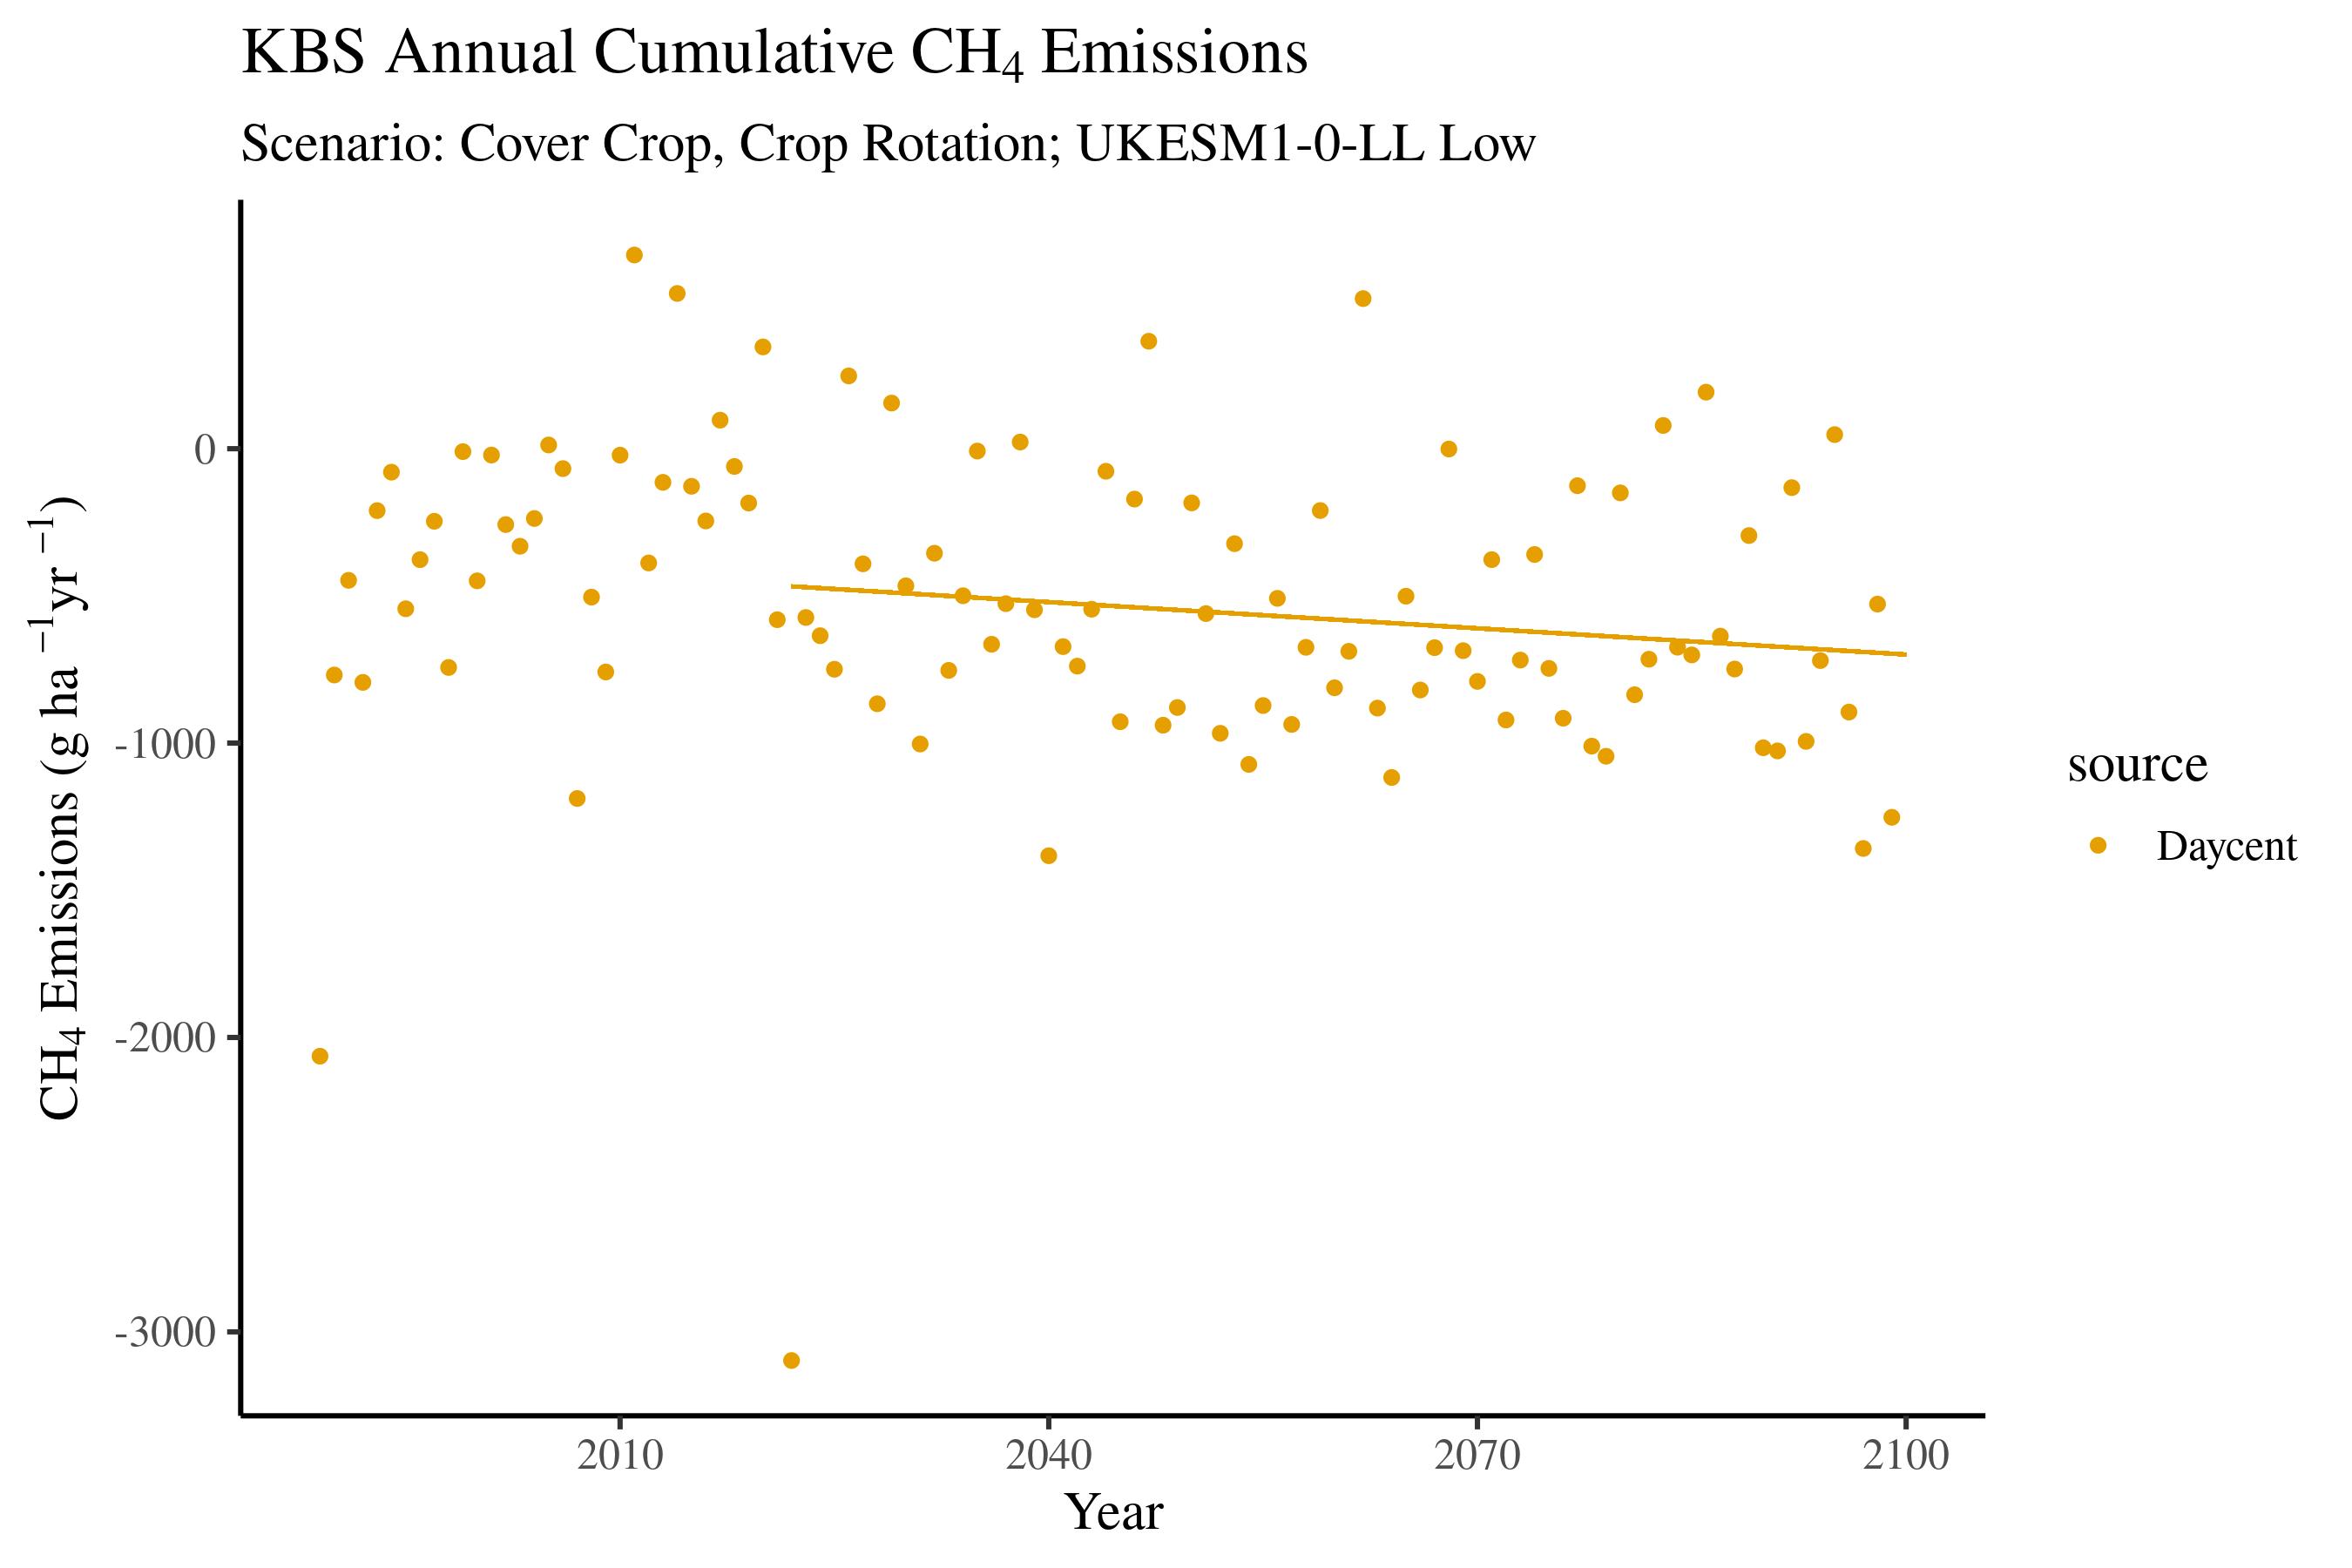 KBS Annual Cumulative CH₄ Emissions
Scenario: Cover Crop, Crop Rotation; UKESM1-0-LL Low
CH₄ Emissions (g ha ⁻¹yr ⁻¹)
0
-1000
-2000
-3000
2010 2040 2070 2100
Year
source
Daycent